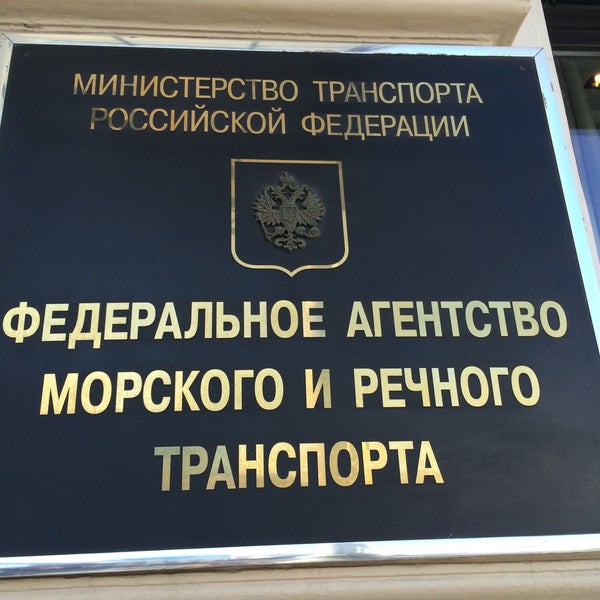 МИНИСТЕРСТВО ТРАНСПОРТА
РОССИЙСКОЙ ФЕДЕРАЦИИ
ФЕДЕРАЛЬНОЕ АГЕНТСТВО
МОРСКОГО И РЕЧНОГО
ТРАНСПОРТА